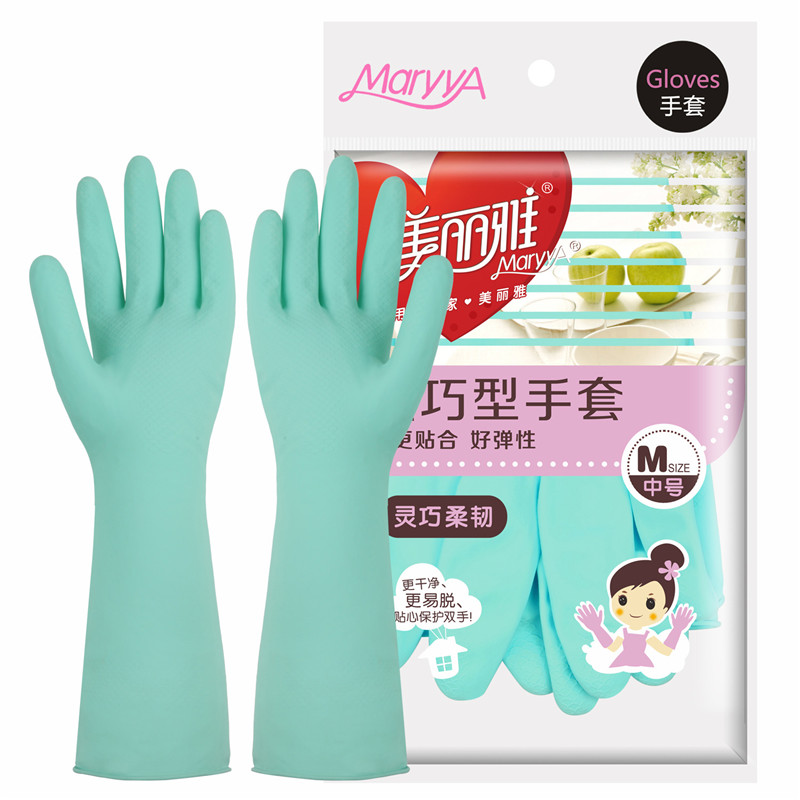 MaryyA
Gloves
手套
美丽雅®
MaryyA®
家♥美丽雅
巧型手套
更贴合 好弹性
M SIZE
中号
灵巧柔韧
更干净、
更易脱、
贴心保护双手!